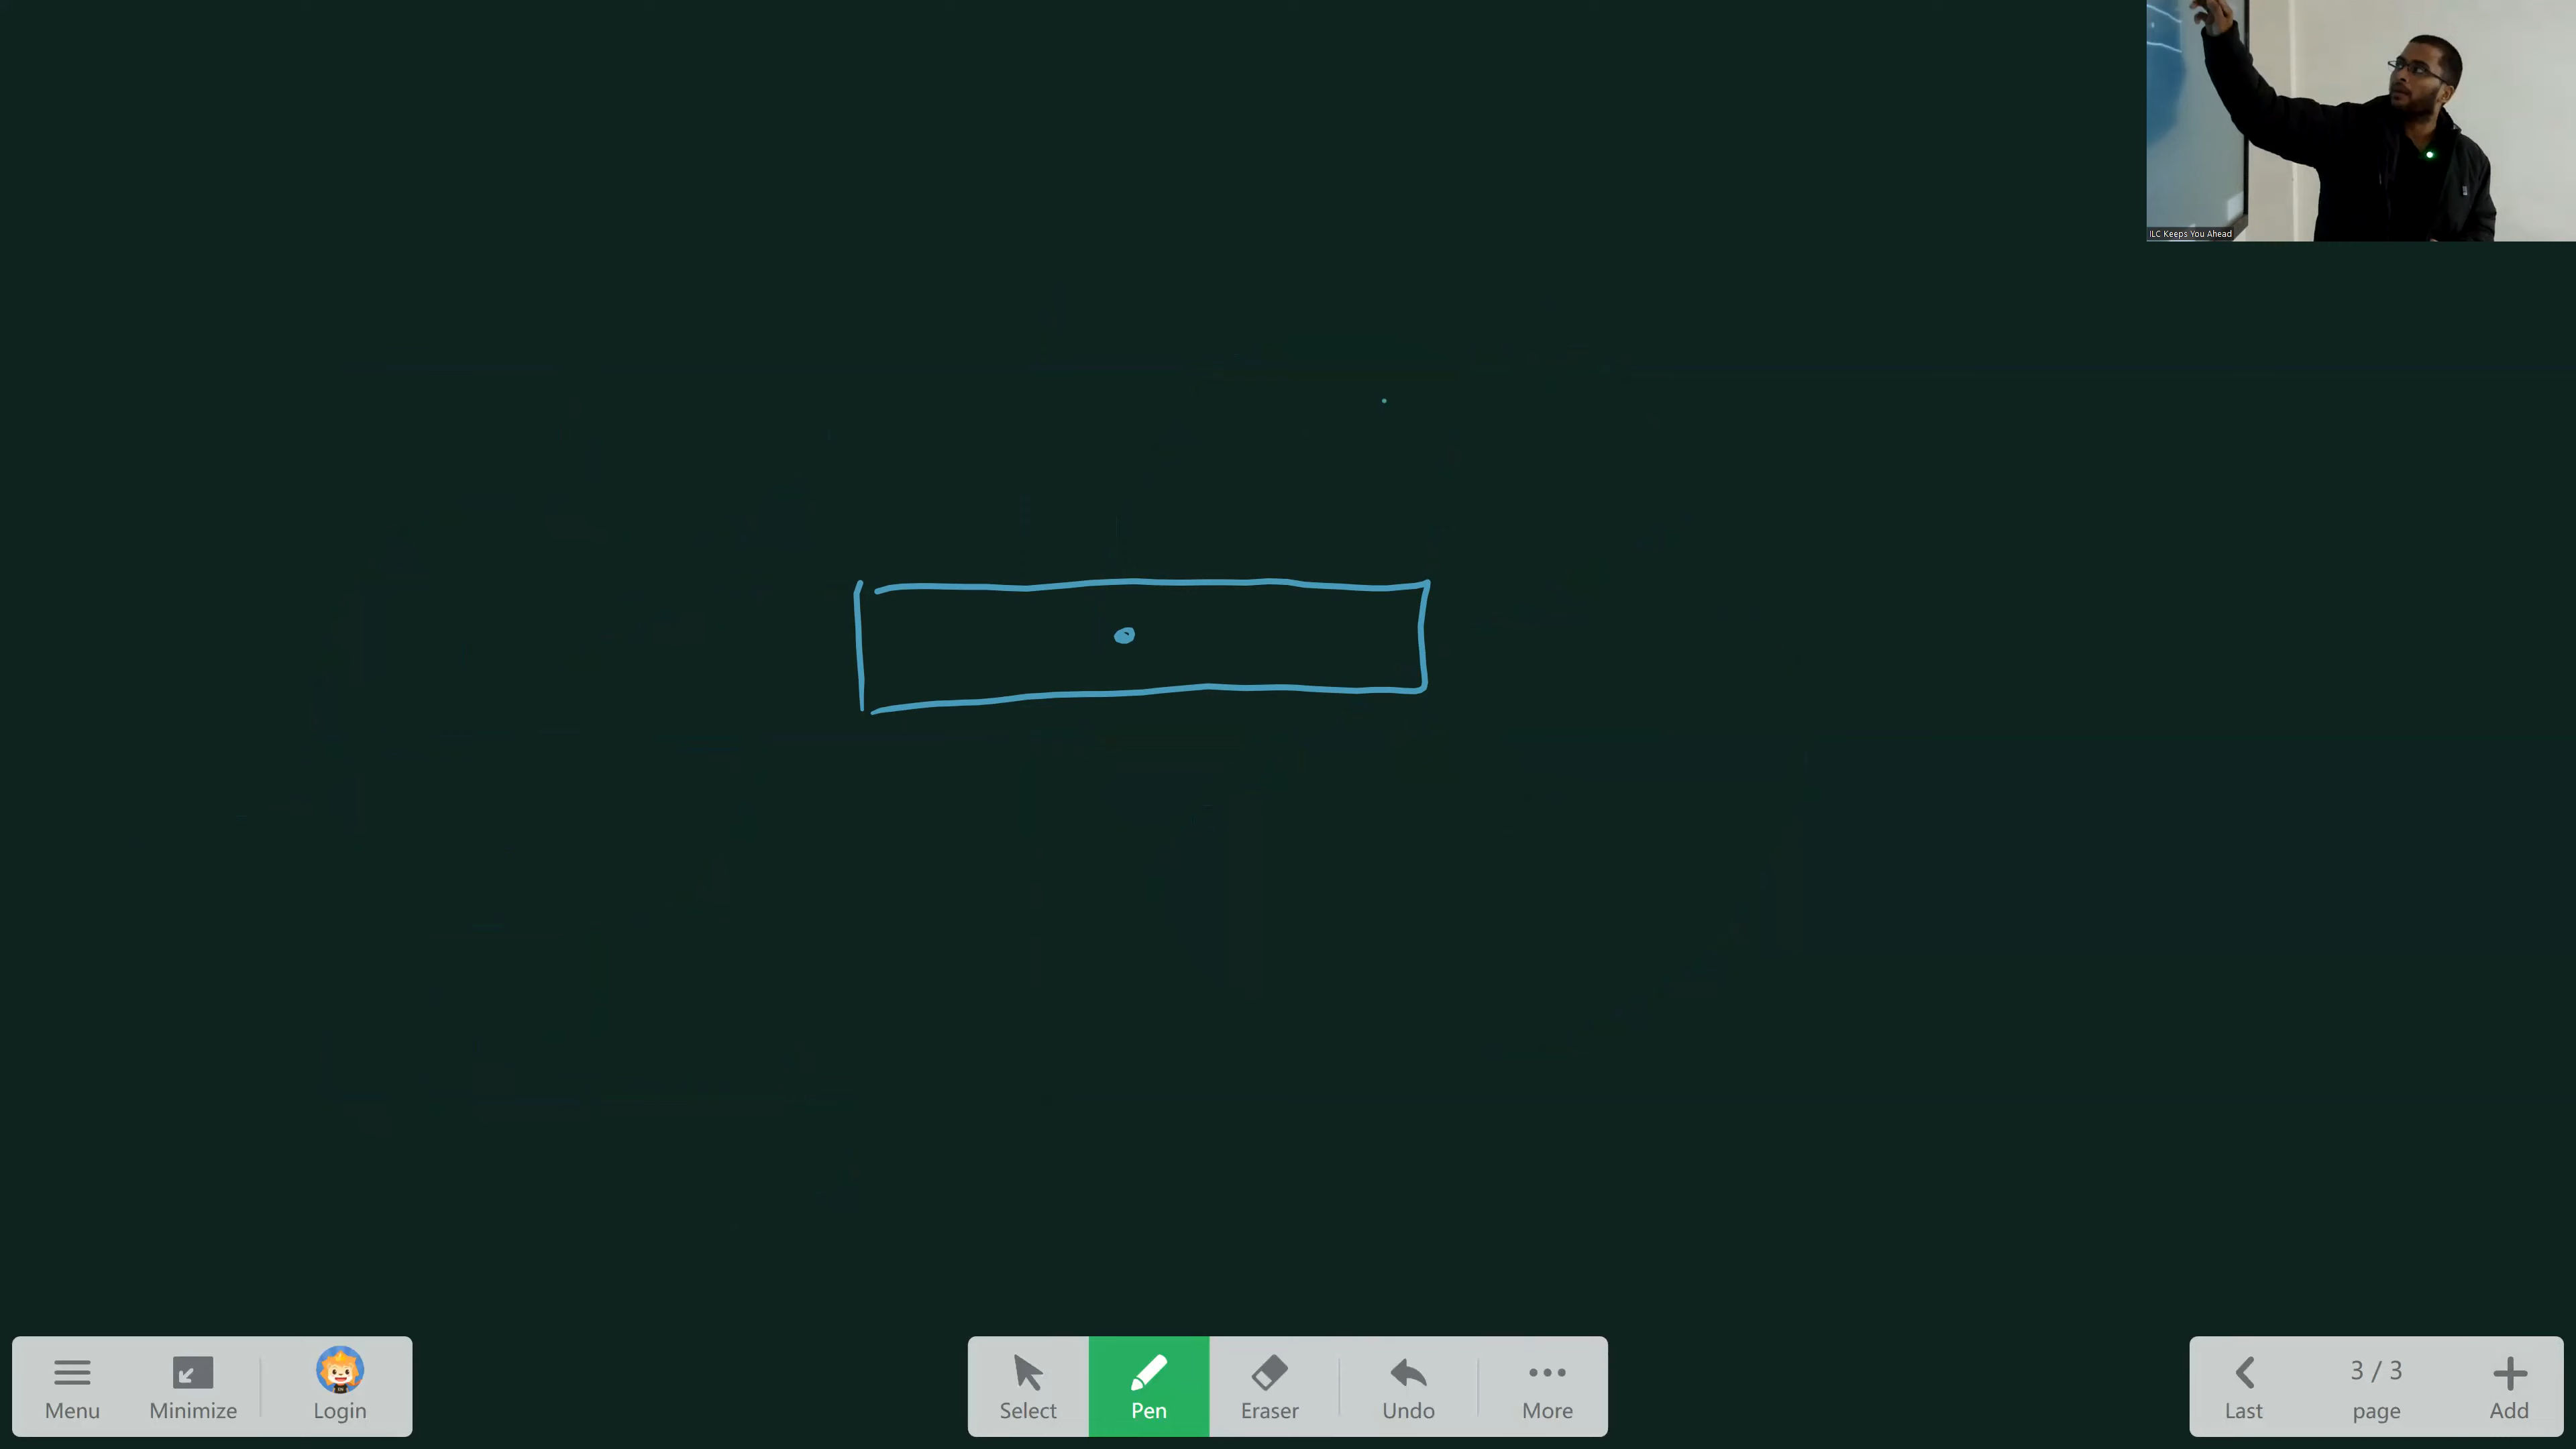 ILC Keeps You Ahead
Menu
Minimize
Login
Select
Pen
Eraser
Undo
More
Last
3 / 3
page
Add